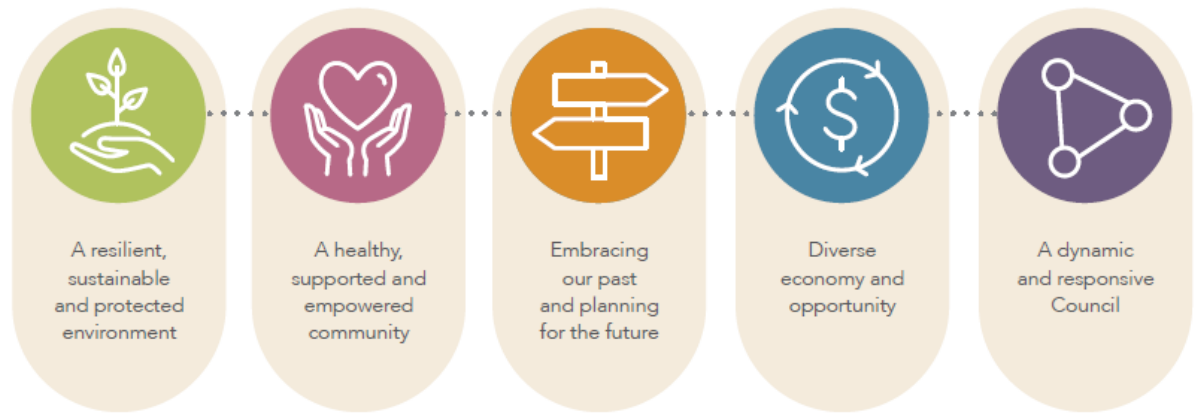 A resilient,
sustainable
and protected
environment
A healthy,
supported and
empowered
community
Embracing
our past
and planning
for the future
$
Diverse
economy and
opportunity
A dynamic
and responsive
Council